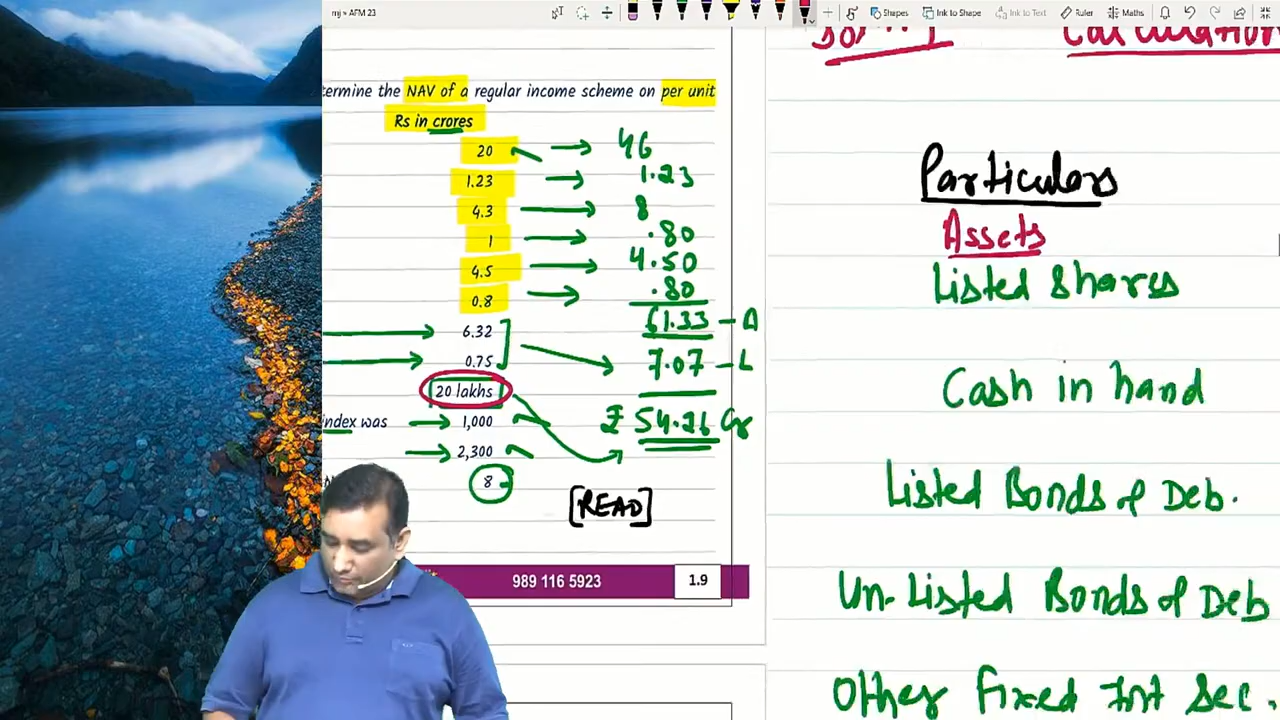 mj » AFM 23
Shapes
Ink to Shape
Ink to Text
Ruler
Maths
termine the NAV of a regular income scheme on per unit
Rs in crores
20 → 46
1.23 → 1.23
4.3 → 8
1 → .80
4.5 → 4.50
0.8 → .80
6.32 61.33 - A
0.75 7.07 - L
20 lakhs
index was 1,000 ₹ 54.26 Cr
2,300
8
[READ]
989 116 5923 1.9
Calculation
Particulars
Assets
Listed Shares
Cash in hand
Listed Bonds & Deb.
Un-Listed Bonds & Deb
Other Fixed Int Sec.